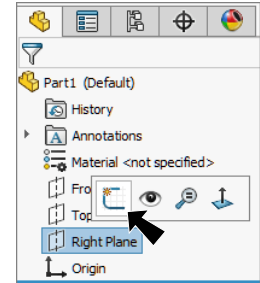 Part1 (Default)
History
Annotations
Material <not specified>
Fro
Top
Right Plane
Origin